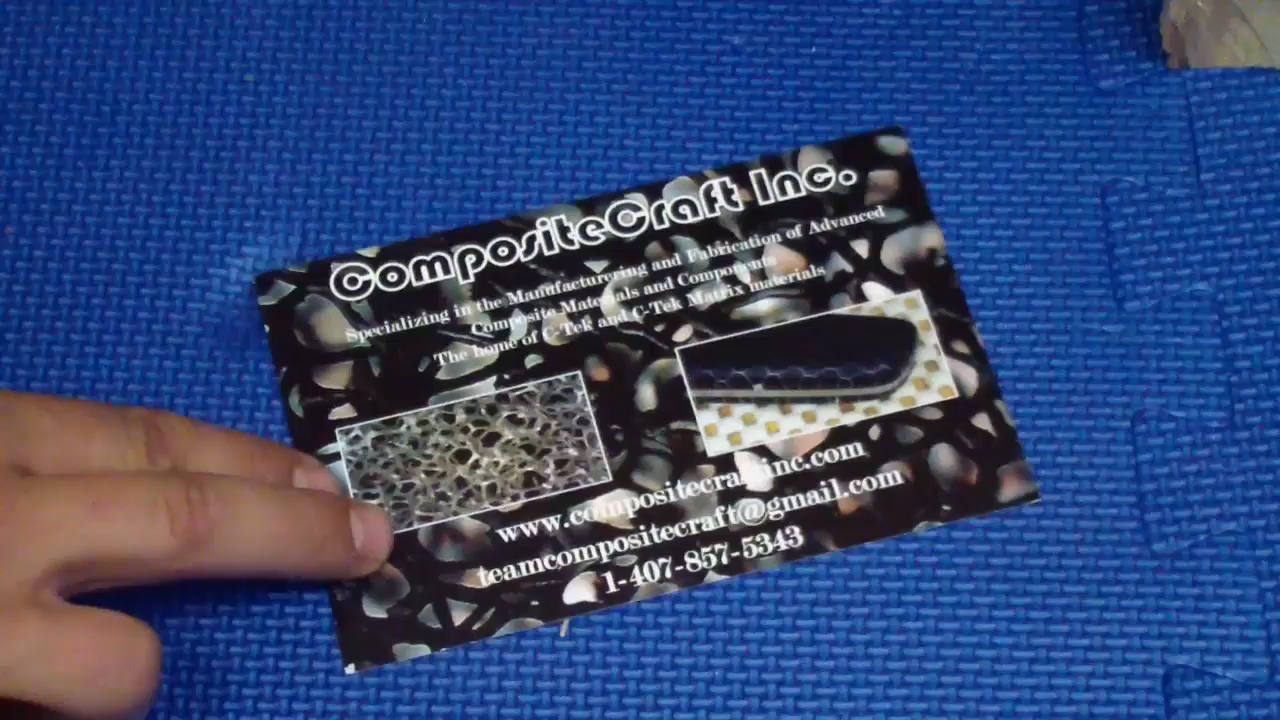 CompositeCraft Inc.
Specializing in the Manufacturering and Fabrication of Advanced
Composite Materials and Components
The home of C-Tek and C-Tek Matrix materials
www.compositecraftinc.com
teamcompositecraft@gmail.com
1-407-857-5343